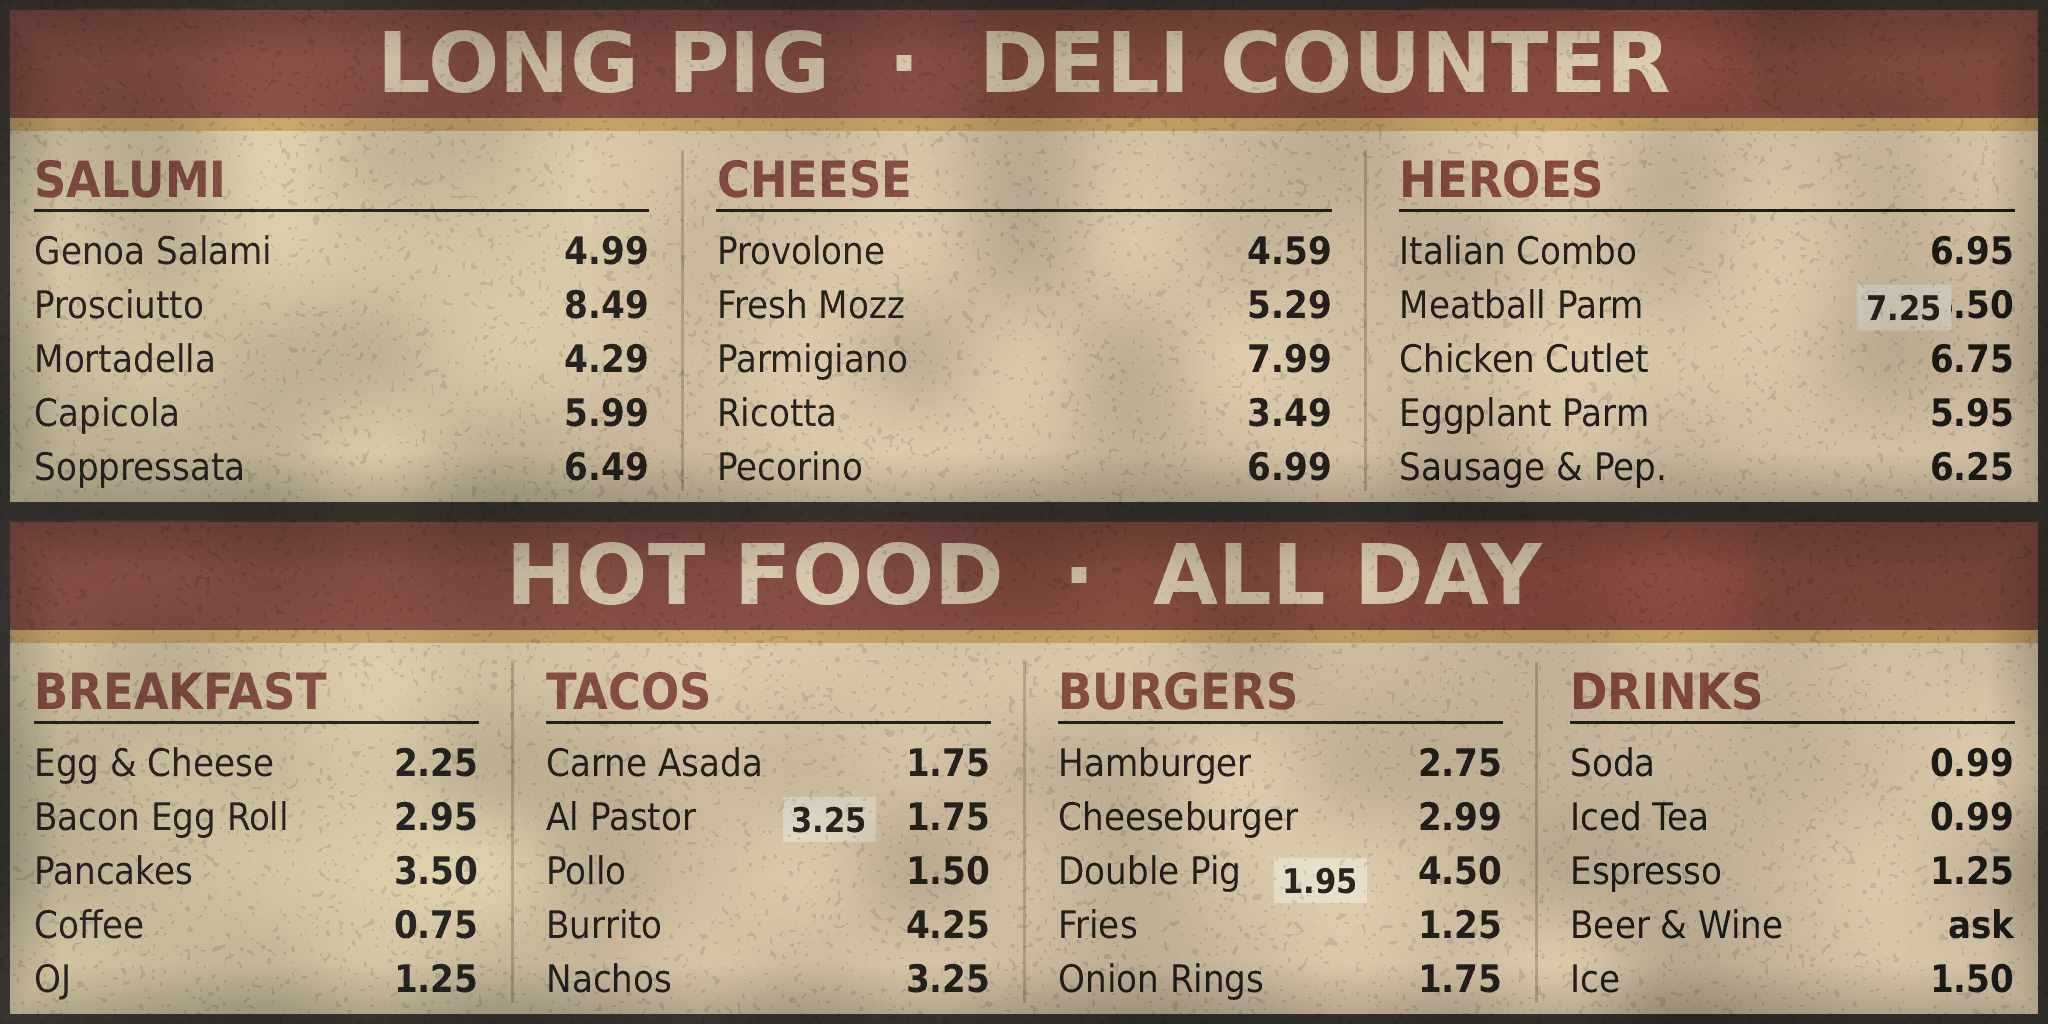 LONG PIG · DELI COUNTER
SALUMI
Genoa Salami 4.99
Prosciutto 8.49
Mortadella 4.29
Capicola 5.99
Soppressata 6.49
CHEESE
Provolone 4.59
Fresh Mozz 5.29
Parmigiano 7.99
Ricotta 3.49
Pecorino 6.99
HEROES
Italian Combo 6.95
Meatball Parm 7.25 .50
Chicken Cutlet 6.75
Eggplant Parm 5.95
Sausage & Pep. 6.25
HOT FOOD · ALL DAY
BREAKFAST
Egg & Cheese 2.25
Bacon Egg Roll 2.95
Pancakes 3.50
Coffee 0.75
OJ 1.25
TACOS
Carne Asada 1.75
Al Pastor 3.25 1.75
Pollo 1.50
Burrito 4.25
Nachos 3.25
BURGERS
Hamburger 2.75
Cheeseburger 2.99
Double Pig 1.95 4.50
Fries 1.25
Onion Rings 1.75
DRINKS
Soda 0.99
Iced Tea 0.99
Espresso 1.25
Beer & Wine ask
Ice 1.50